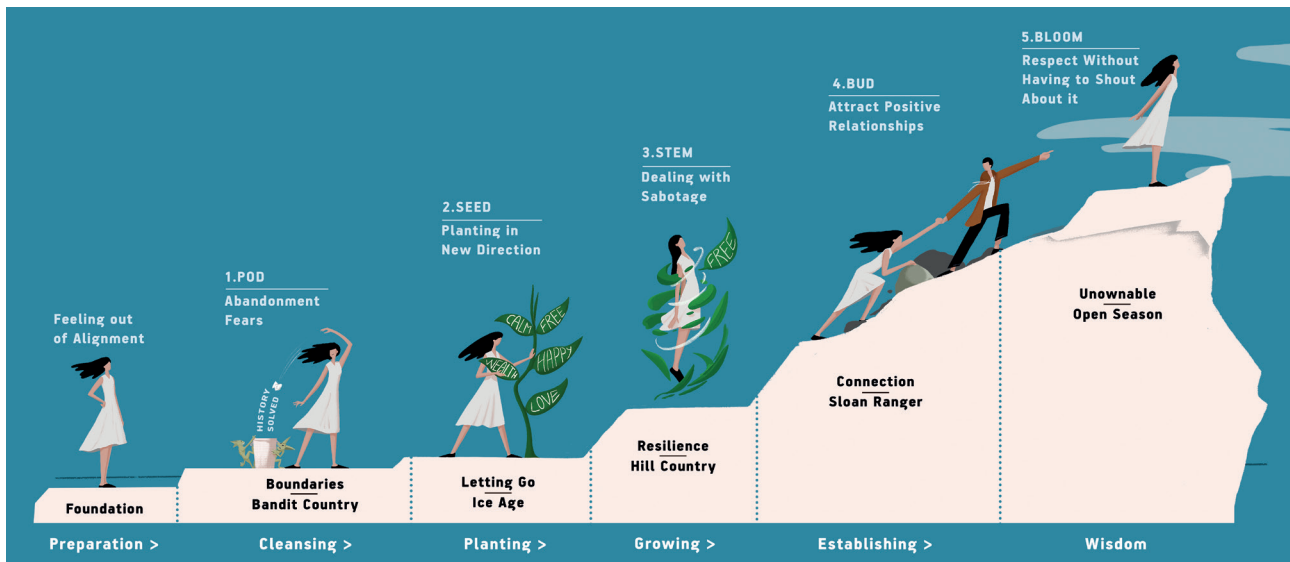 Feeling out
of Alignment
Foundation
Preparation >
1.POD
Abandonment
Fears
HISTORY
SOLVED
Boundaries
Bandit Country
Cleansing >
2.SEED
Planting in
New Direction
CALM
FREE
WEALTH
HAPPY
LOVE
Letting Go
Ice Age
Planting >
3.STEM
Dealing with
Sabotage
FREE
Resilience
Hill Country
Growing >
4.BUD
Attract Positive
Relationships
Connection
Sloan Ranger
Establishing >
5.BLOOM
Respect Without
Having to Shout
About it
Unownable
Open Season
Wisdom